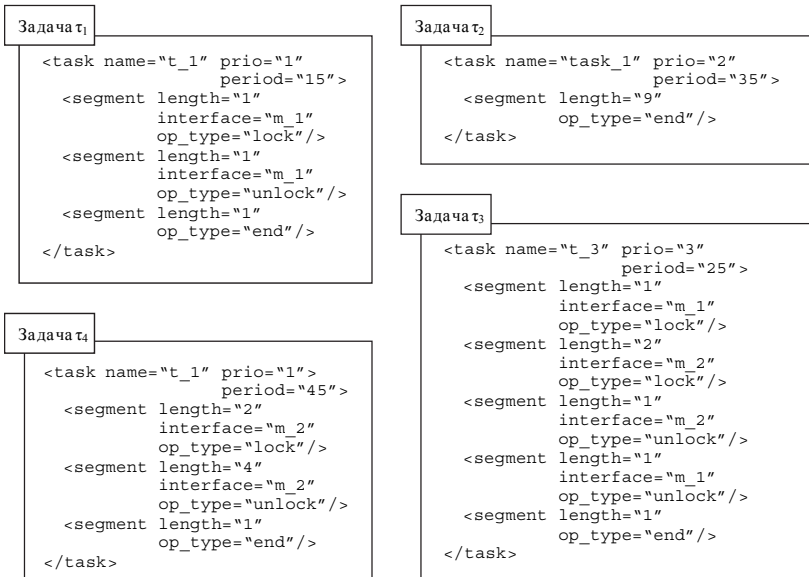 Задача τ₁
<task name=“t_1” prio=“1”
period=“15”>
<segment length=“1”
interface=“m_1”
op_type=“lock”/>
<segment length=“1”
interface=“m_1”
op_type=“unlock”/>
<segment length=“1”
op_type=“end”/>
</task>
Задача τ₂
<task name=“task_1” prio=“2”
period=“35”>
<segment length=“9”
op_type=“end”/>
</task>
Задача τ₃
<task name=“t_3” prio=“3”
period=“25”>
<segment length=“1”
interface=“m_1”
op_type=“lock”/>
<segment length=“2”
interface=“m_2”
op_type=“lock”/>
<segment length=“1”
interface=“m_2”
op_type=“unlock”/>
<segment length=“1”
interface=“m_1”
op_type=“unlock”/>
<segment length=“1”
op_type=“end”/>
</task>
Задача τ₄
<task name=“t_1” prio=“1”>
period=“45”>
<segment length=“2”
interface=“m_2”
op_type=“lock”/>
<segment length=“4”
interface=“m_2”
op_type=“unlock”/>
<segment length=“1”
op_type=“end”/>
</task>